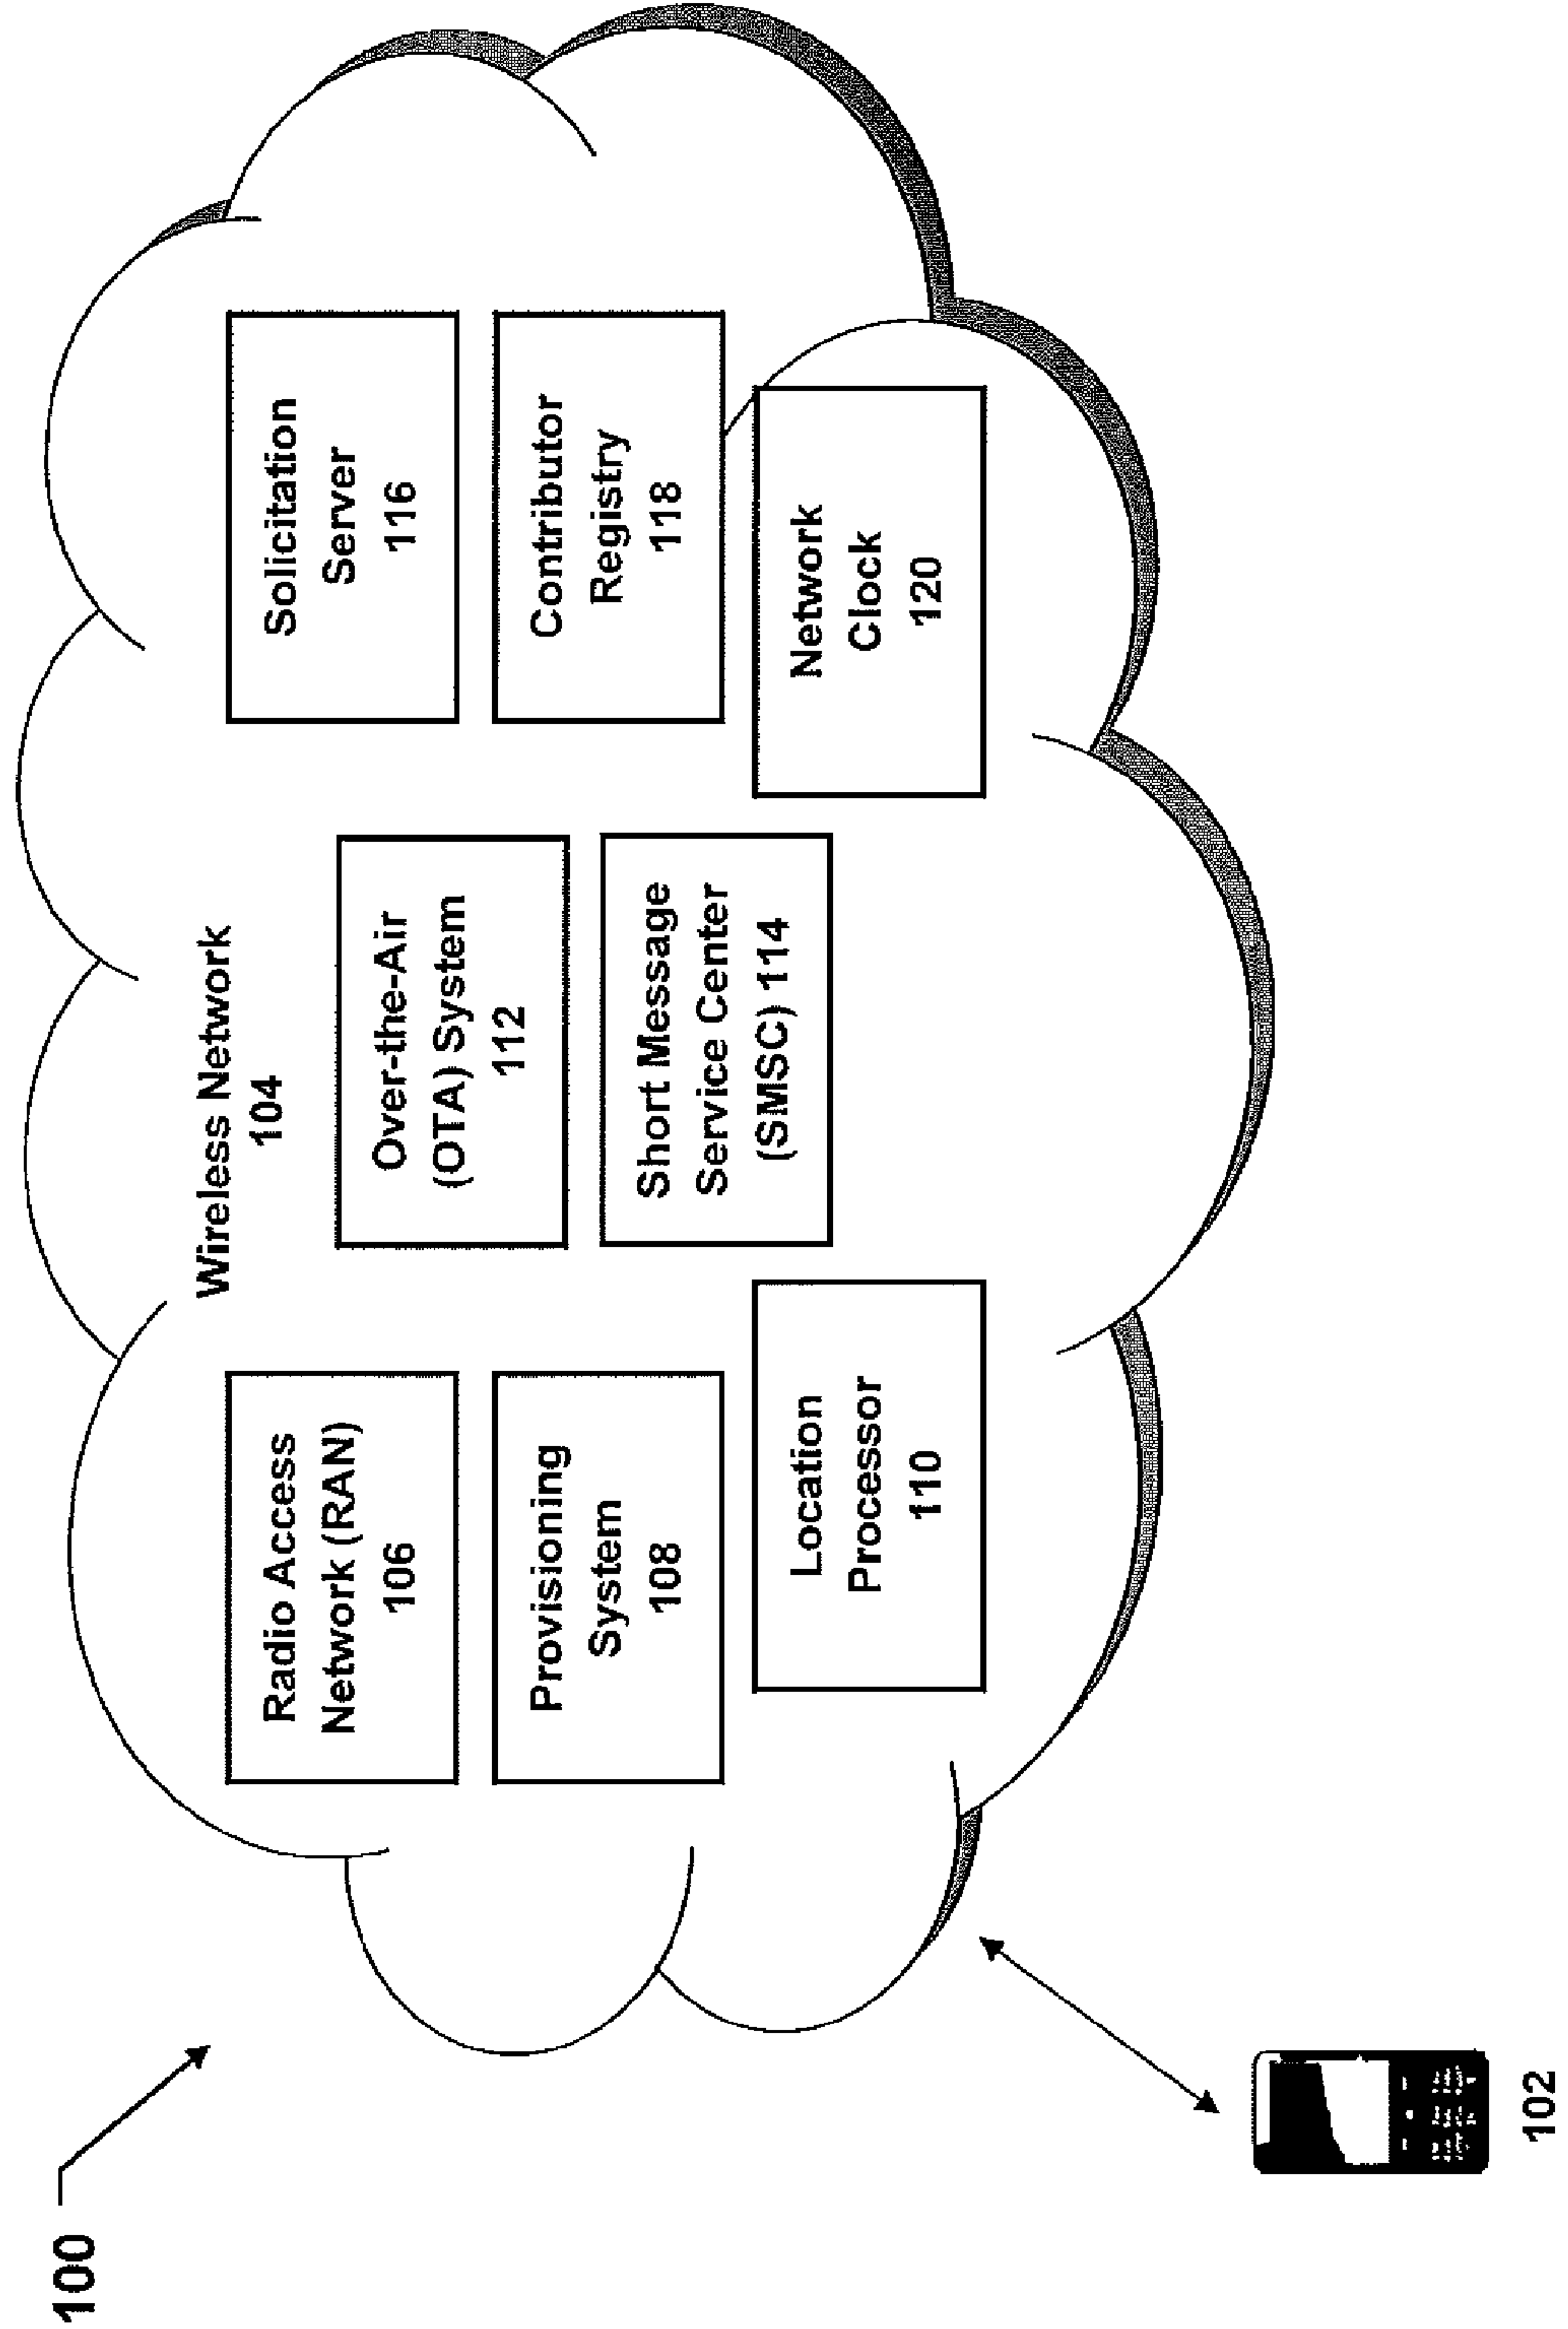 100
Wireless Network
104
Radio Access
Network (RAN)
106
Provisioning
System
108
Location
Processor
110
Over-the-Air
(OTA) System
112
Short Message
Service Center
(SMSC) 114
Solicitation
Server
116
Contributor
Registry
118
Network
Clock
120
102